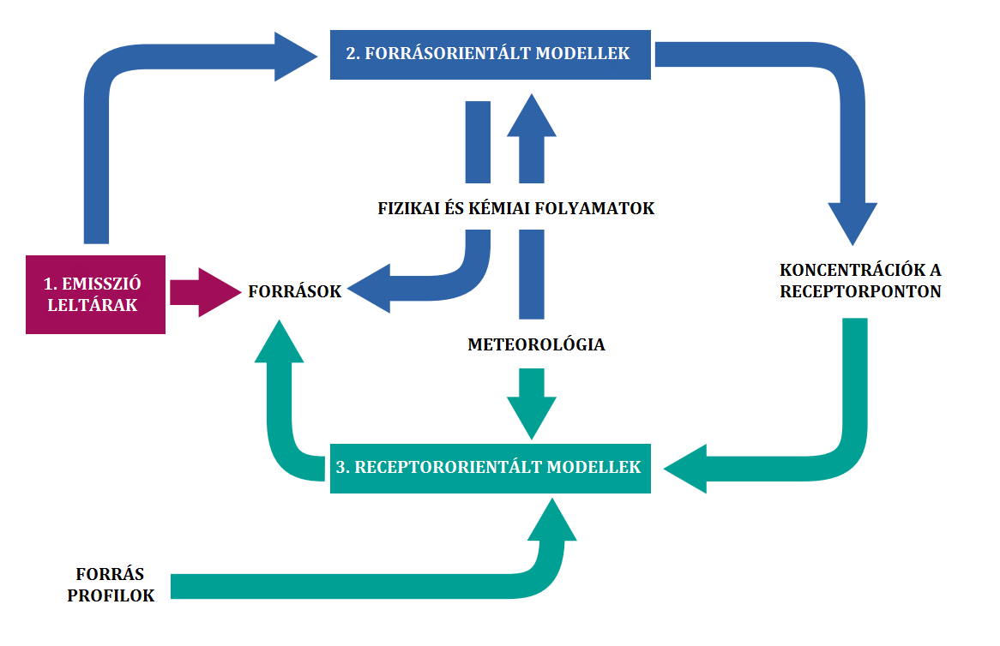 2. FORRÁSORIENTÁLT MODELLEK
FIZIKAI ÉS KÉMIAI FOLYAMATOK
1. EMISSZIÓ
LELTÁRAK
FORRÁSOK
KONCENTRÁCIÓK A
RECEPTORPONTON
METEOROLÓGIA
3. RECEPTORORIENTÁLT MODELLEK
FORRÁS
PROFILOK